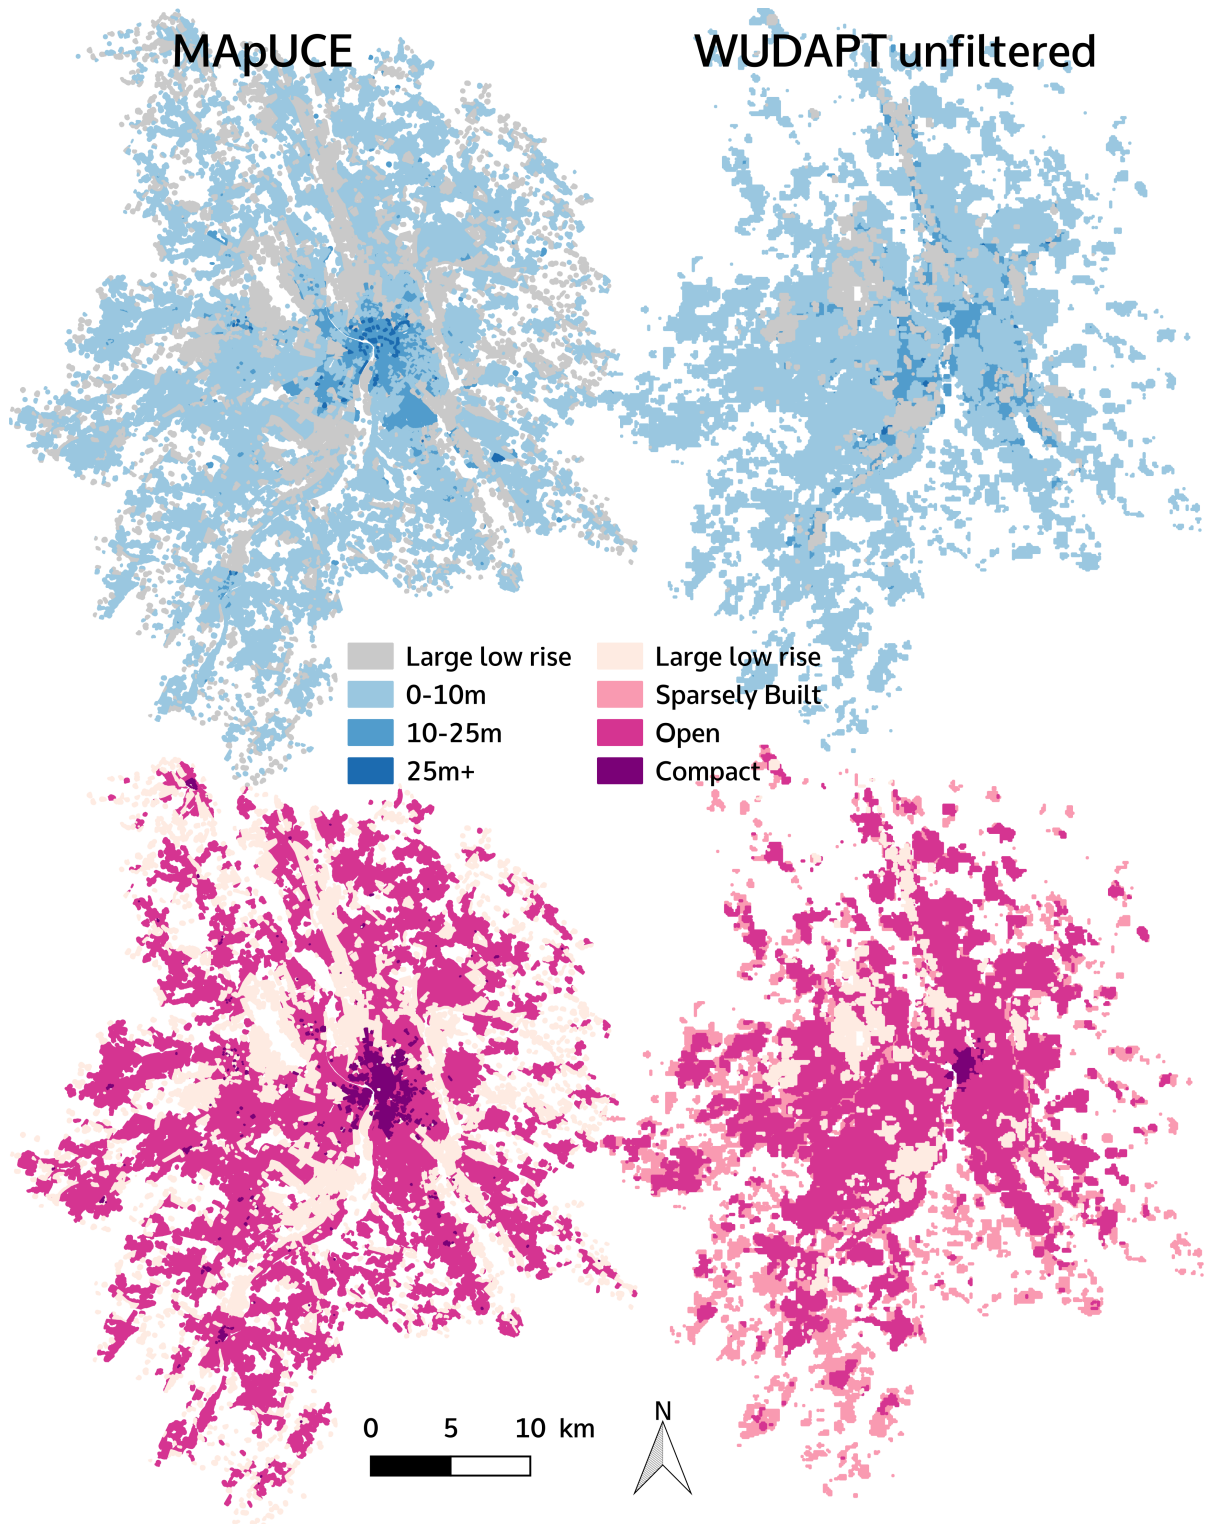 MApUCE
WUDAPT unfiltered
Large low rise
0-10m
10-25m
25m+
Large low rise
Sparsely Built
Open
Compact
0 5 10 km
N